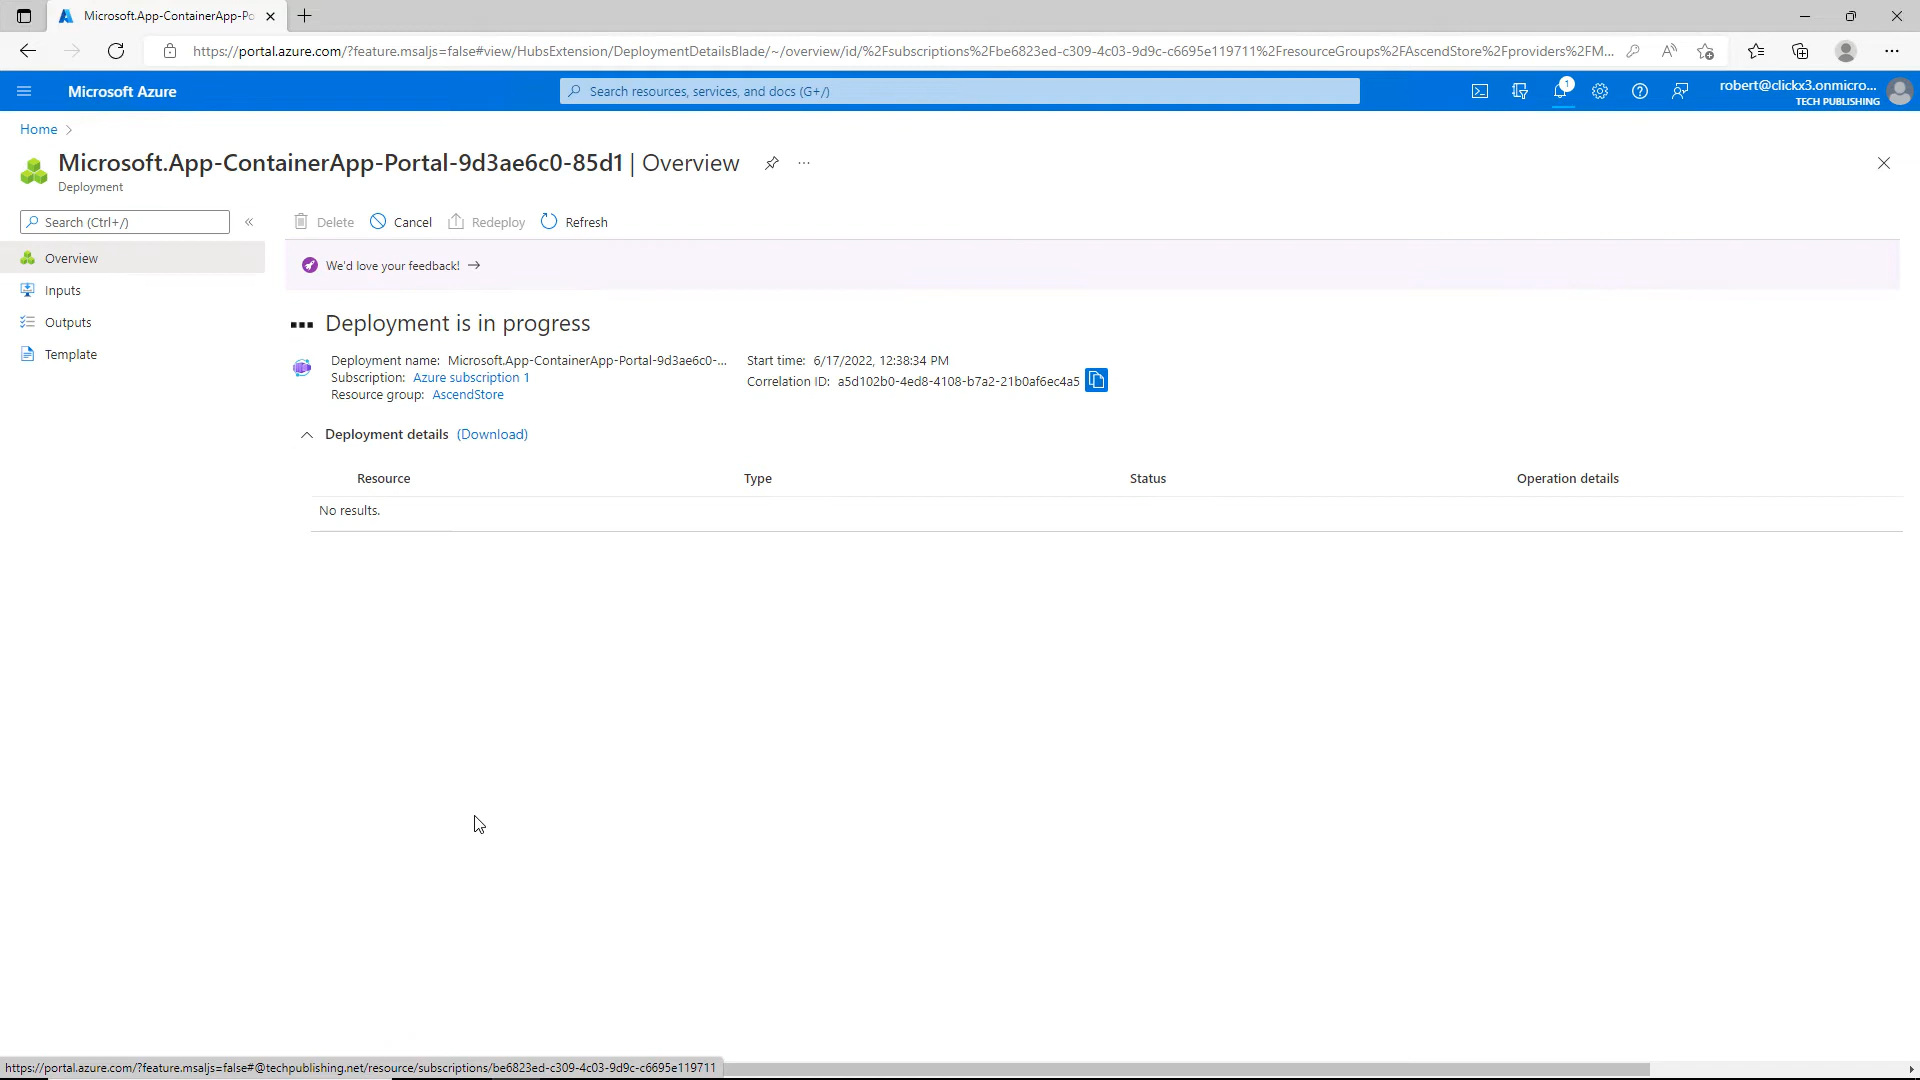 Microsoft.App-ContainerApp-Po
https://portal.azure.com/?feature.msaljs=false#view/HubsExtension/DeploymentDetailsBlade/~/overview/id/%2Fsubscriptions%2Fbe6823ed-c309-4c03-9d9c-c6695e119711%2FresourceGroups%2FAscendStore%2Fproviders%2FM...
Microsoft Azure
Search resources, services, and docs (G+/)
1
robert@clickx3.onmicro...
TECH PUBLISHING
Home
Microsoft.App-ContainerApp-Portal-9d3ae6c0-85d1 | Overview
Deployment
Search (Ctrl+/)
Delete
Cancel
Redeploy
Refresh
Overview
Inputs
Outputs
Template
We'd love your feedback!
Deployment is in progress
Deployment name: Microsoft.App-ContainerApp-Portal-9d3ae6c0-...
Subscription: Azure subscription 1
Resource group: AscendStore
Start time: 6/17/2022, 12:38:34 PM
Correlation ID: a5d102b0-4ed8-4108-b7a2-21b0af6ec4a5
Deployment details (Download)
Resource
Type
Status
Operation details
No results.
https://portal.azure.com/?feature.msaljs=false#@techpublishing.net/resource/subscriptions/be6823ed-c309-4c03-9d9c-c6695e119711